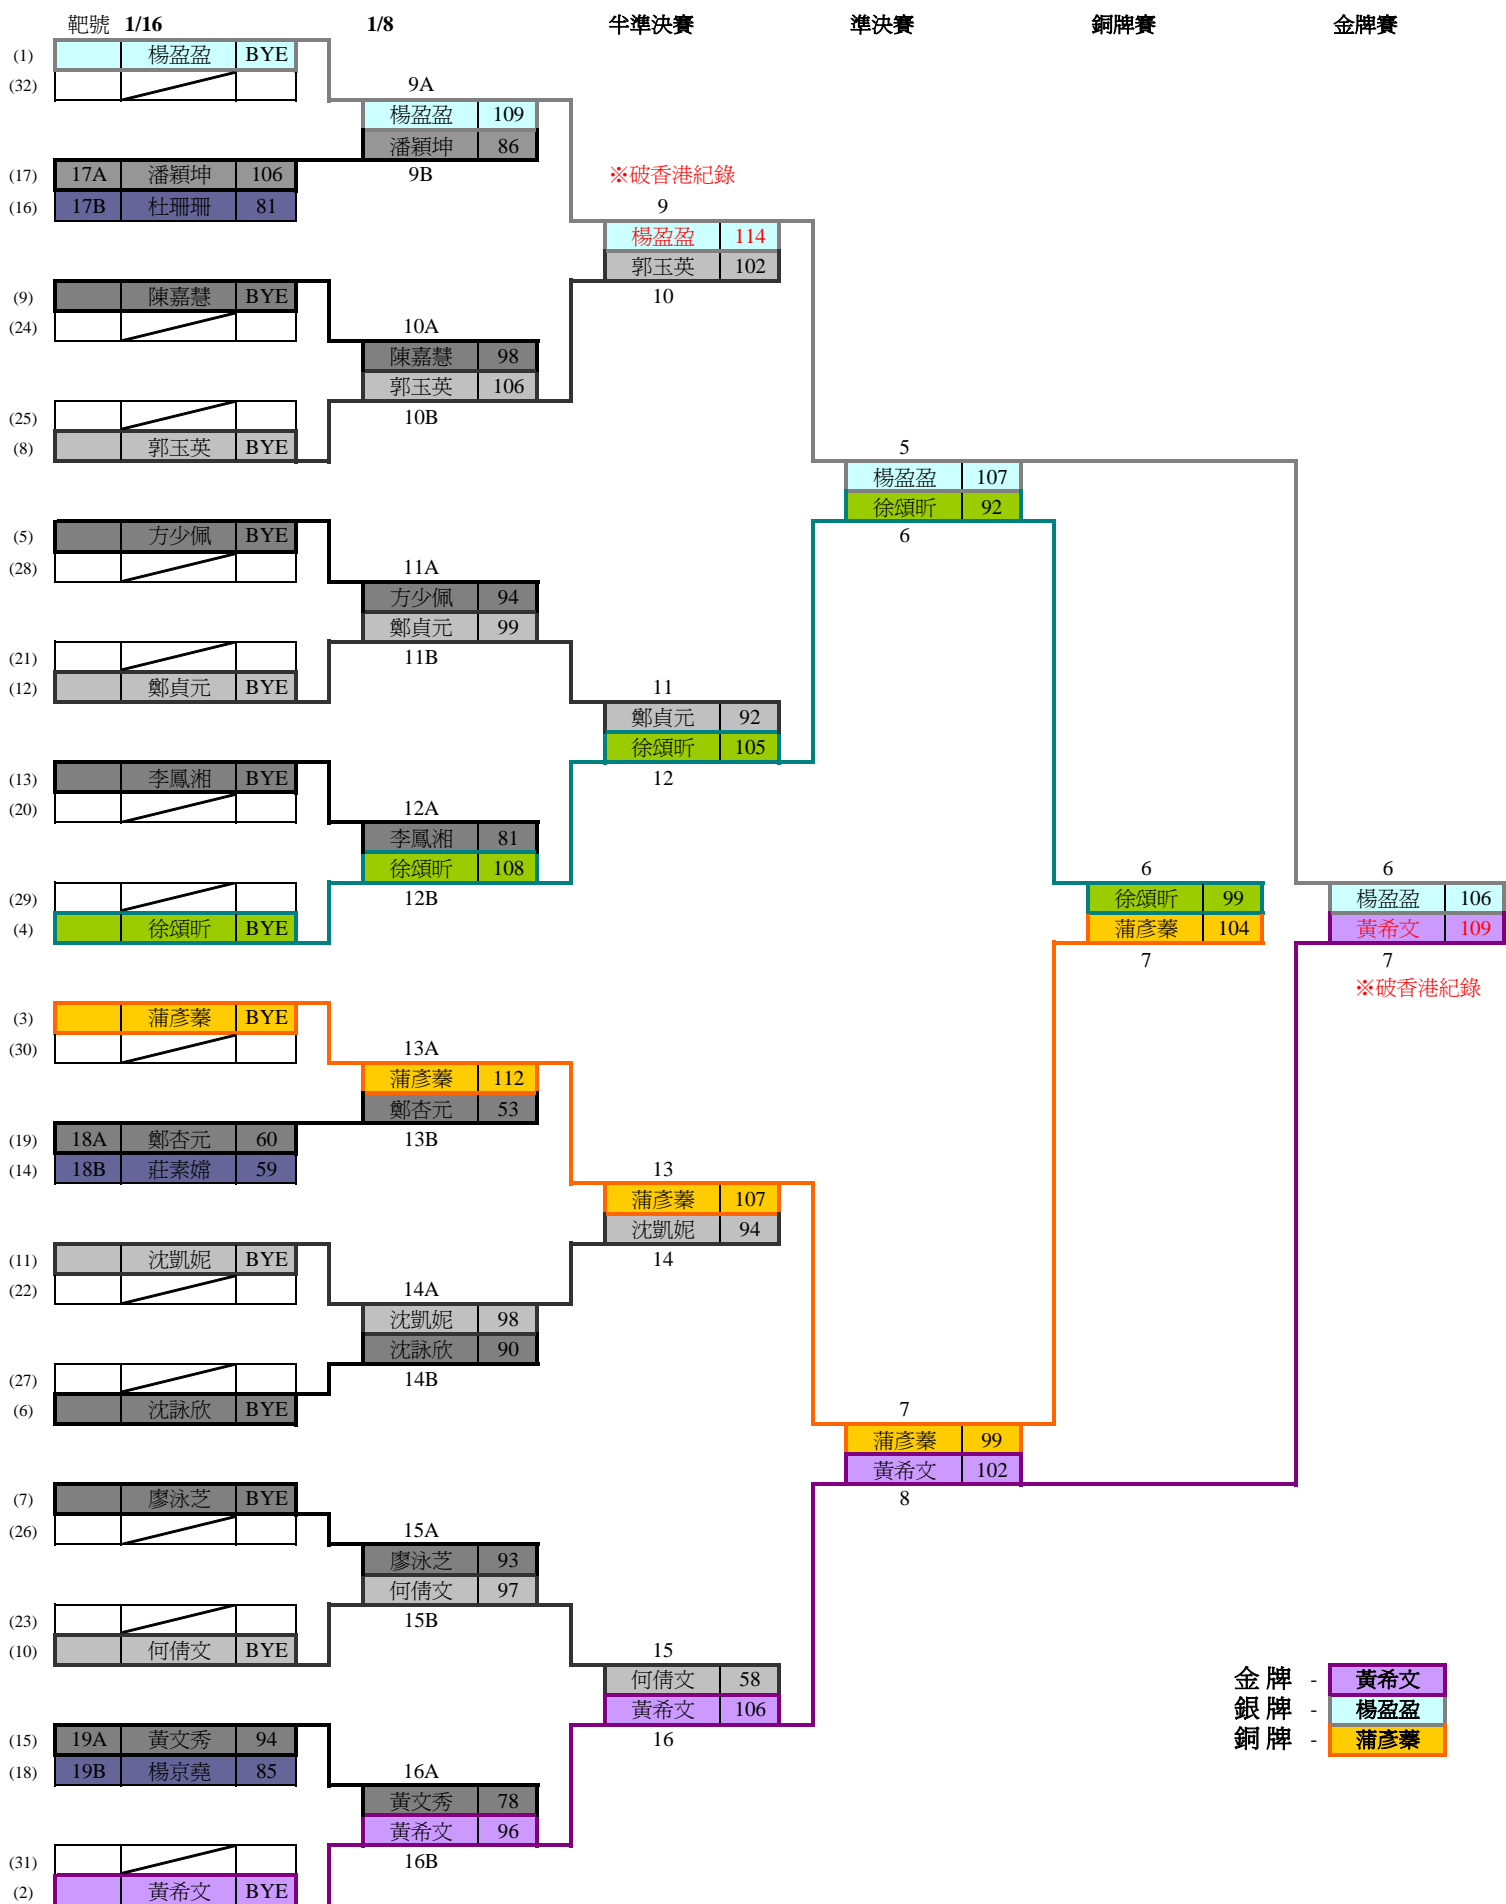 靶號 1/16 1/8 半準決賽 準決賽 銅牌賽 金牌賽
(1) 楊盈盈 BYE
(32) 9A
楊盈盈 109
潘穎坤 86
(17) 17A 潘穎坤 106 9B ※破香港紀錄
(16) 17B 杜珊珊 81 9
楊盈盈 114
郭玉英 102
(9) 陳嘉慧 BYE 10
(24) 10A
陳嘉慧 98
郭玉英 106
(25) 10B
(8) 郭玉英 BYE 5
楊盈盈 107
徐頌昕 92
(5) 方少佩 BYE 6
(28) 11A
方少佩 94
鄭貞元 99
(21) 11B
(12) 鄭貞元 BYE 11
鄭貞元 92
徐頌昕 105
(13) 李鳳湘 BYE 12
(20) 12A
李鳳湘 81
徐頌昕 108 6 6
(29) 12B 徐頌昕 99 楊盈盈 106
(4) 徐頌昕 BYE 蒲彥蓁 104 黃希文 109
7 7
※破香港紀錄
(3) 蒲彥蓁 BYE
(30) 13A
蒲彥蓁 112
鄭杏元 53
(19) 18A 鄭杏元 60 13B
(14) 18B 莊素嫦 59 13
蒲彥蓁 107
沈凱妮 94
(11) 沈凱妮 BYE 14
(22) 14A
沈凱妮 98
沈詠欣 90
(27) 14B
(6) 沈詠欣 BYE 7
蒲彥蓁 99
黃希文 102
(7) 廖泳芝 BYE 8
(26) 15A
廖泳芝 93
何倩文 97
(23) 15B
(10) 何倩文 BYE 15
何倩文 58 金牌 - 黃希文
黃希文 106 銀牌 - 楊盈盈
(15) 19A 黃文秀 94 16 銅牌 - 蒲彥蓁
(18) 19B 楊京堯 85 16A
黃文秀 78
黃希文 96
(31) 16B
(2) 黃希文 BYE